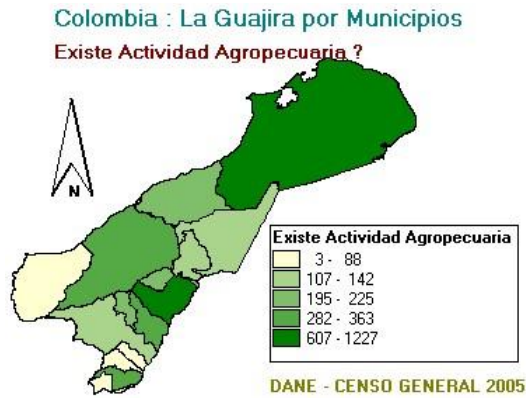 Colombia : La Guajira por Municipios
Existe Actividad Agropecuaria ?
N
Existe Actividad Agropecuaria
3 - 88
107 - 142
195 - 225
282 - 363
607 - 1227
DANE - CENSO GENERAL 2005